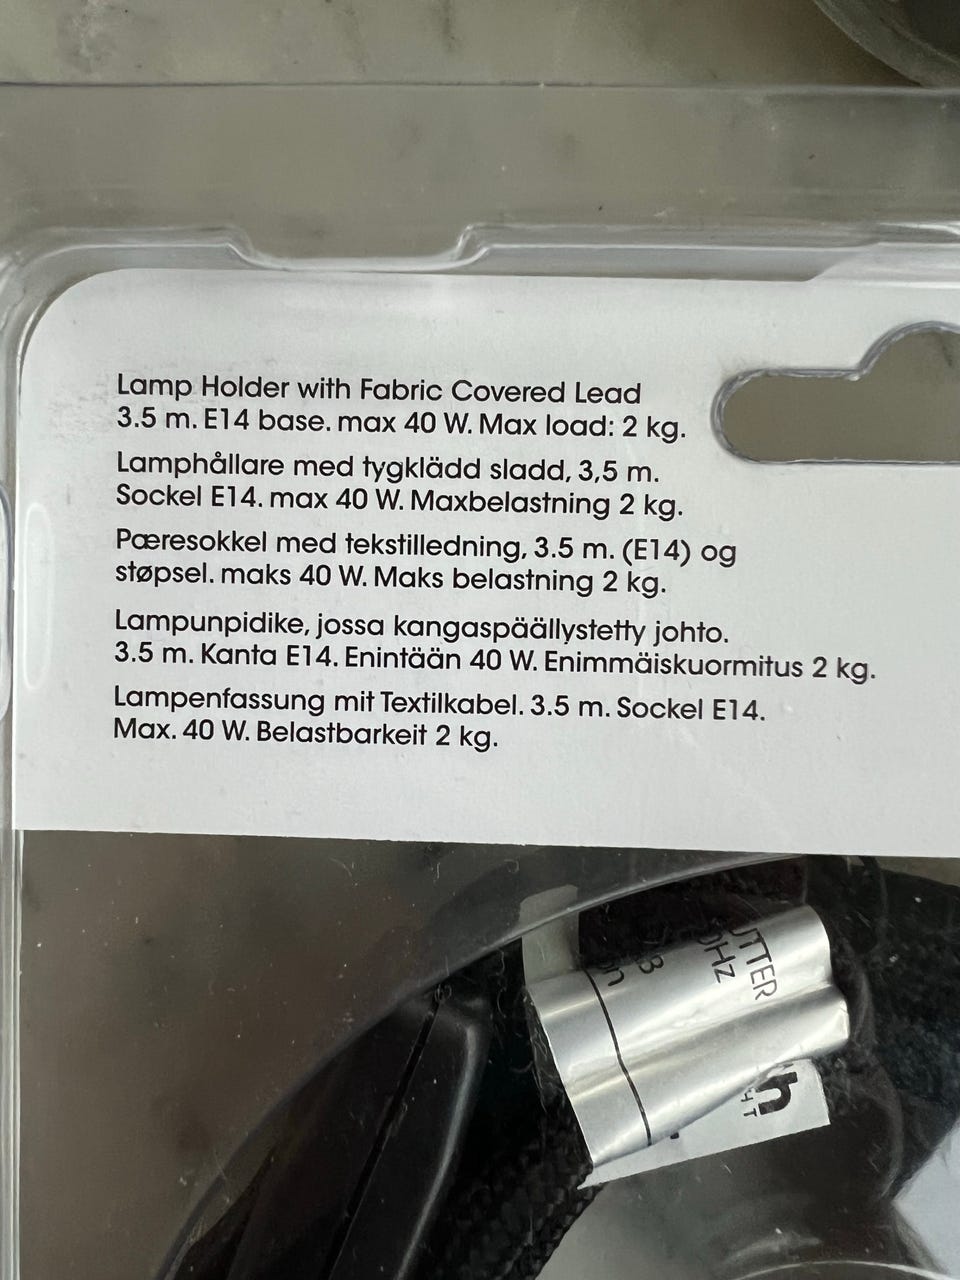 Lamp Holder with Fabric Covered Lead
3.5 m. E14 base. max 40 W. Max load: 2 kg.
Lamphållare med tygklädd sladd, 3,5 m.
Sockel E14. max 40 W. Maxbelastning 2 kg.
Pæresokkel med tekstilledning, 3.5 m. (E14) og
støpsel. maks 40 W. Maks belastning 2 kg.
Lampunpidike, jossa kangaspäällystetty johto.
3.5 m. Kanta E14. Enintään 40 W. Enimmäiskuormitus 2 kg.
Lampenfassung mit Textilkabel. 3.5 m. Sockel E14.
Max. 40 W. Belastbarkeit 2 kg.